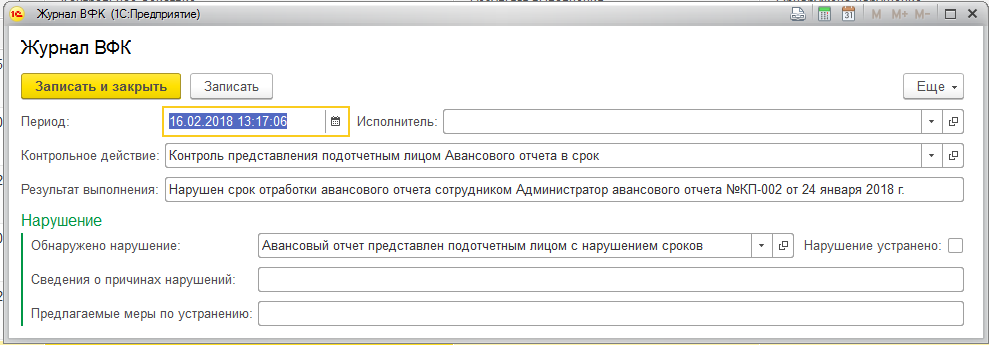 Журнал ВФК (1С:Предприятие)
M M+ M-
Журнал ВФК
Записать и закрыть Записать Еще
Период: 16.02.2018 13:17:06 Исполнитель:
Контрольное действие: Контроль представления подотчетным лицом Авансового отчета в срок
Результат выполнения: Нарушен срок отработки авансового отчета сотрудником Администратор авансового отчета №КП-002 от 24 января 2018 г.
Нарушение
Обнаружено нарушение: Авансовый отчет представлен подотчетным лицом с нарушением сроков Нарушение устранено:
Сведения о причинах нарушений:
Предлагаемые меры по устранению: